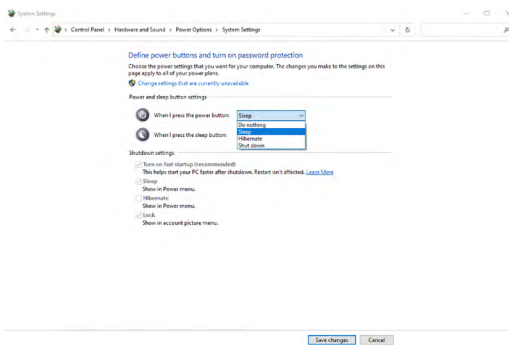 System Settings
Control Panel › Hardware and Sound › Power Options › System Settings
Define power buttons and turn on password protection
Choose the power settings that you want for your computer. The changes you make to the settings on this
page apply to all of your power plans.
Change settings that are currently unavailable
Power and sleep button settings
When I press the power button: Sleep
Do nothing
Sleep
When I press the sleep button: Hibernate
Shut down
Shutdown settings
Turn on fast startup (recommended)
This helps start your PC faster after shutdown. Restart isn't affected. Learn More
Sleep
Show in Power menu.
Hibernate
Show in Power menu.
Lock
Show in account picture menu.
Save changes Cancel